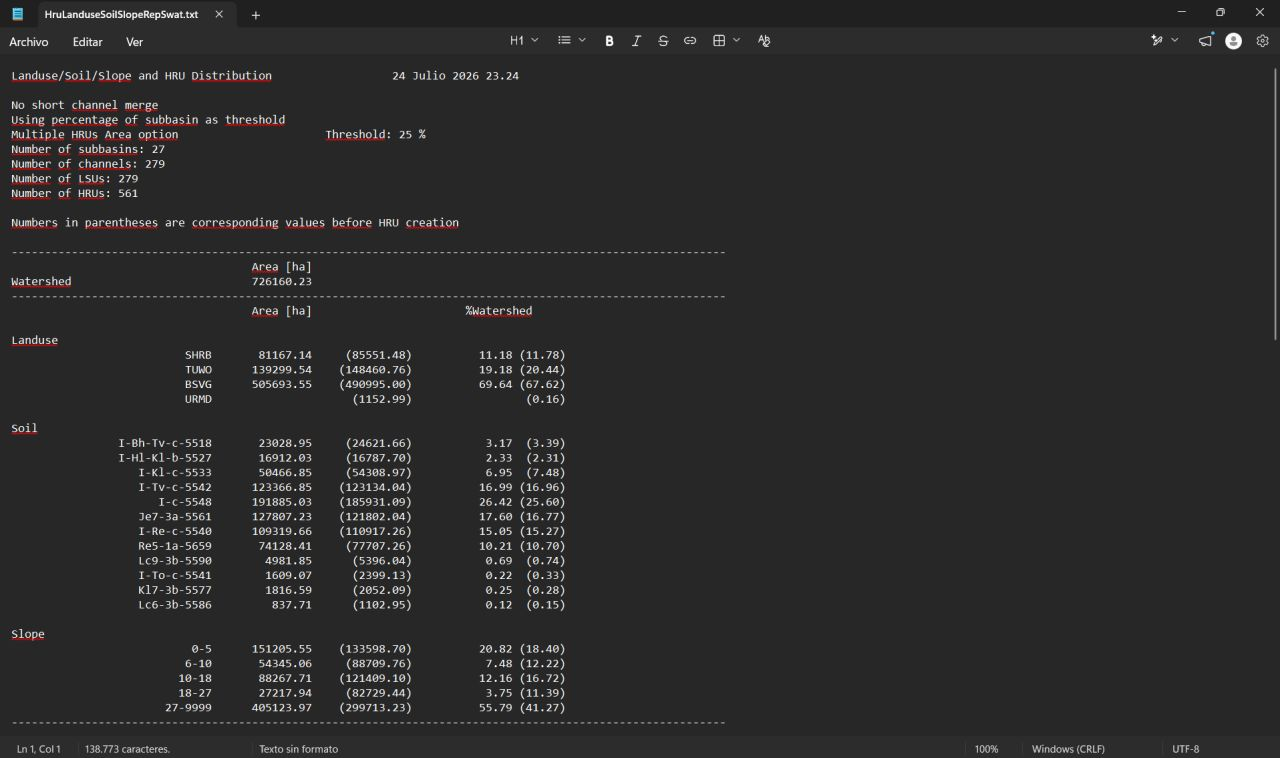 HruLanduseSoilSlopeRepSwat.txt
Archivo Editar Ver
H1 B I S
Landuse/Soil/Slope and HRU Distribution 24 Julio 2026 23.24
No short channel merge
Using percentage of subbasin as threshold
Multiple HRUs Area option Threshold: 25 %
Number of subbasins: 27
Number of channels: 279
Number of LSUs: 279
Number of HRUs: 561
Numbers in parentheses are corresponding values before HRU creation
Area [ha]
Watershed 726160.23
Area [ha] %Watershed
Landuse
SHRB 81167.14 (85551.48) 11.18 (11.78)
TUWO 139299.54 (148460.76) 19.18 (20.44)
BSVG 505693.55 (490995.00) 69.64 (67.62)
URMD (1152.99) (0.16)
Soil
I-Bh-Tv-c-5518 23028.95 (24621.66) 3.17 (3.39)
I-Hl-Kl-b-5527 16912.03 (16787.70) 2.33 (2.31)
I-Kl-c-5533 50466.85 (54308.97) 6.95 (7.48)
I-Tv-c-5542 123366.85 (123134.04) 16.99 (16.96)
I-c-5548 191885.03 (185931.09) 26.42 (25.60)
Je7-3a-5561 127807.23 (121802.04) 17.60 (16.77)
I-Re-c-5540 109319.66 (110917.26) 15.05 (15.27)
Re5-1a-5659 74128.41 (77707.26) 10.21 (10.70)
Lc9-3b-5590 4981.85 (5396.04) 0.69 (0.74)
I-To-c-5541 1609.07 (2399.13) 0.22 (0.33)
Kl7-3b-5577 1816.59 (2052.09) 0.25 (0.28)
Lc6-3b-5586 837.71 (1102.95) 0.12 (0.15)
Slope
0-5 151205.55 (133598.70) 20.82 (18.40)
6-10 54345.06 (88709.76) 7.48 (12.22)
10-18 88267.71 (121409.10) 12.16 (16.72)
18-27 27217.94 (82729.44) 3.75 (11.39)
27-9999 405123.97 (299713.23) 55.79 (41.27)
Ln 1, Col 1 138.773 caracteres. Texto sin formato 100% Windows (CRLF) UTF-8